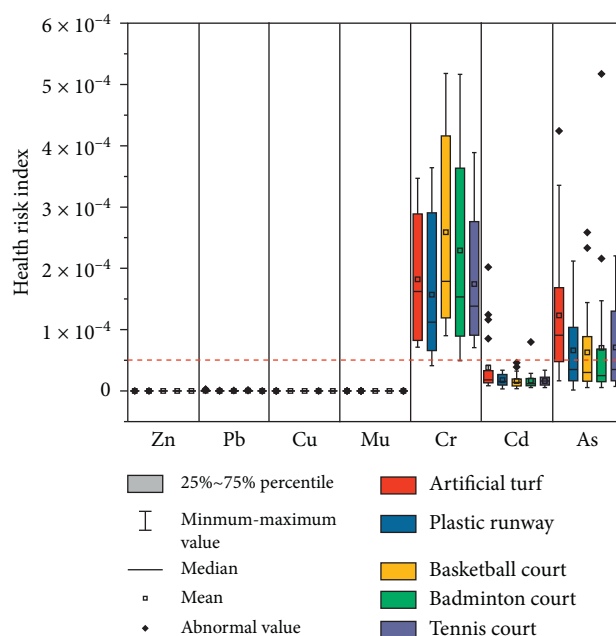 6 × 10⁻⁴
5 × 10⁻⁴
4 × 10⁻⁴
3 × 10⁻⁴
2 × 10⁻⁴
1 × 10⁻⁴
0
Health risk index
Zn Pb Cu Mu Cr Cd As
25%~75% percentile
Minmum-maximum
value
Median
Mean
Abnormal value
Artificial turf
Plastic runway
Basketball court
Badminton court
Tennis court